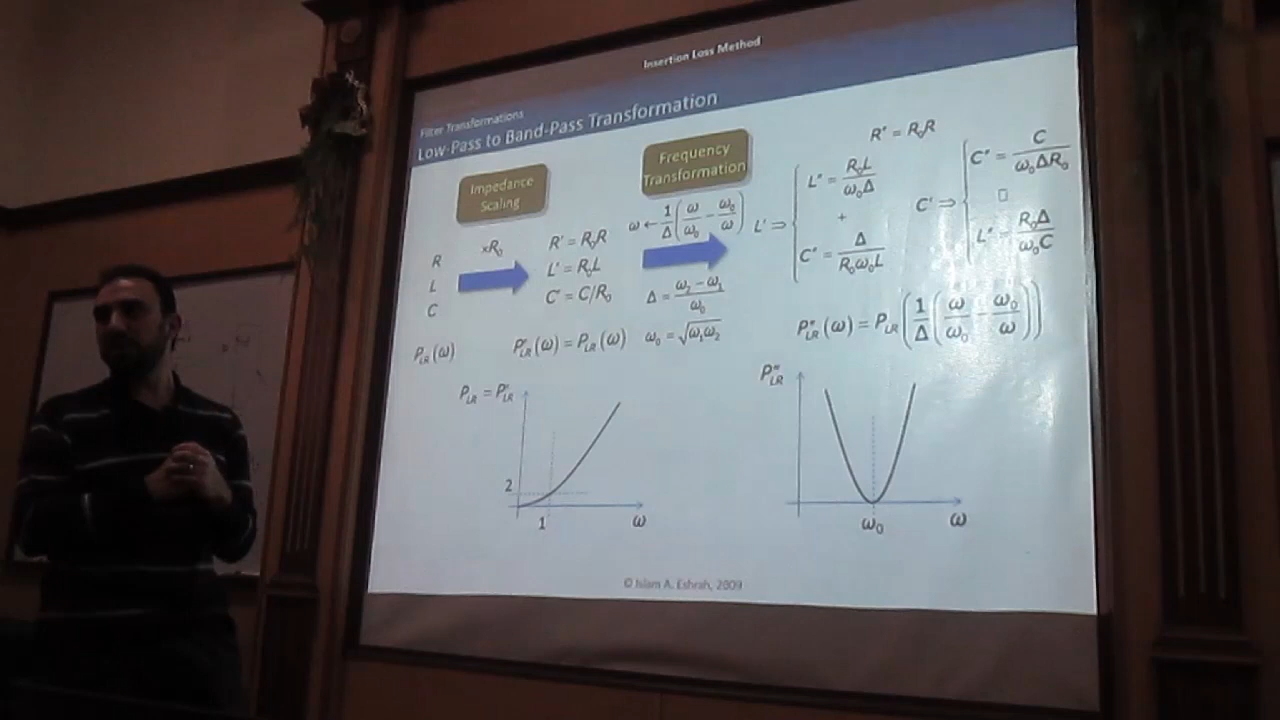 Insertion Loss Method
Filter Transformations
Low-Pass to Band-Pass Transformation
Impedance
Scaling
Frequency
Transformation
R
L
C
×R₀
R' = R₀R
L' = R₀L
C' = C/R₀
ω ← 1/Δ (ω/ω₀ − ω₀/ω)
Δ = (ω₂ − ω₁)/ω₀
ω₀ = √ω₁ω₂
R" = R₀R
L' ⇒ { L" = R₀L/ω₀Δ
+
C" = Δ/R₀ω₀L
C' ⇒ { C" = C/ω₀ΔR₀
□
L" = R₀Δ/ω₀C
P_LR(ω)
P'_LR(ω) = P_LR(ω)
P"_LR(ω) = P_LR(1/Δ (ω/ω₀ − ω₀/ω))
P_LR = P'_LR
2
1
ω
P"_LR
ω₀
ω
© Islam A. Eshrah, 2009